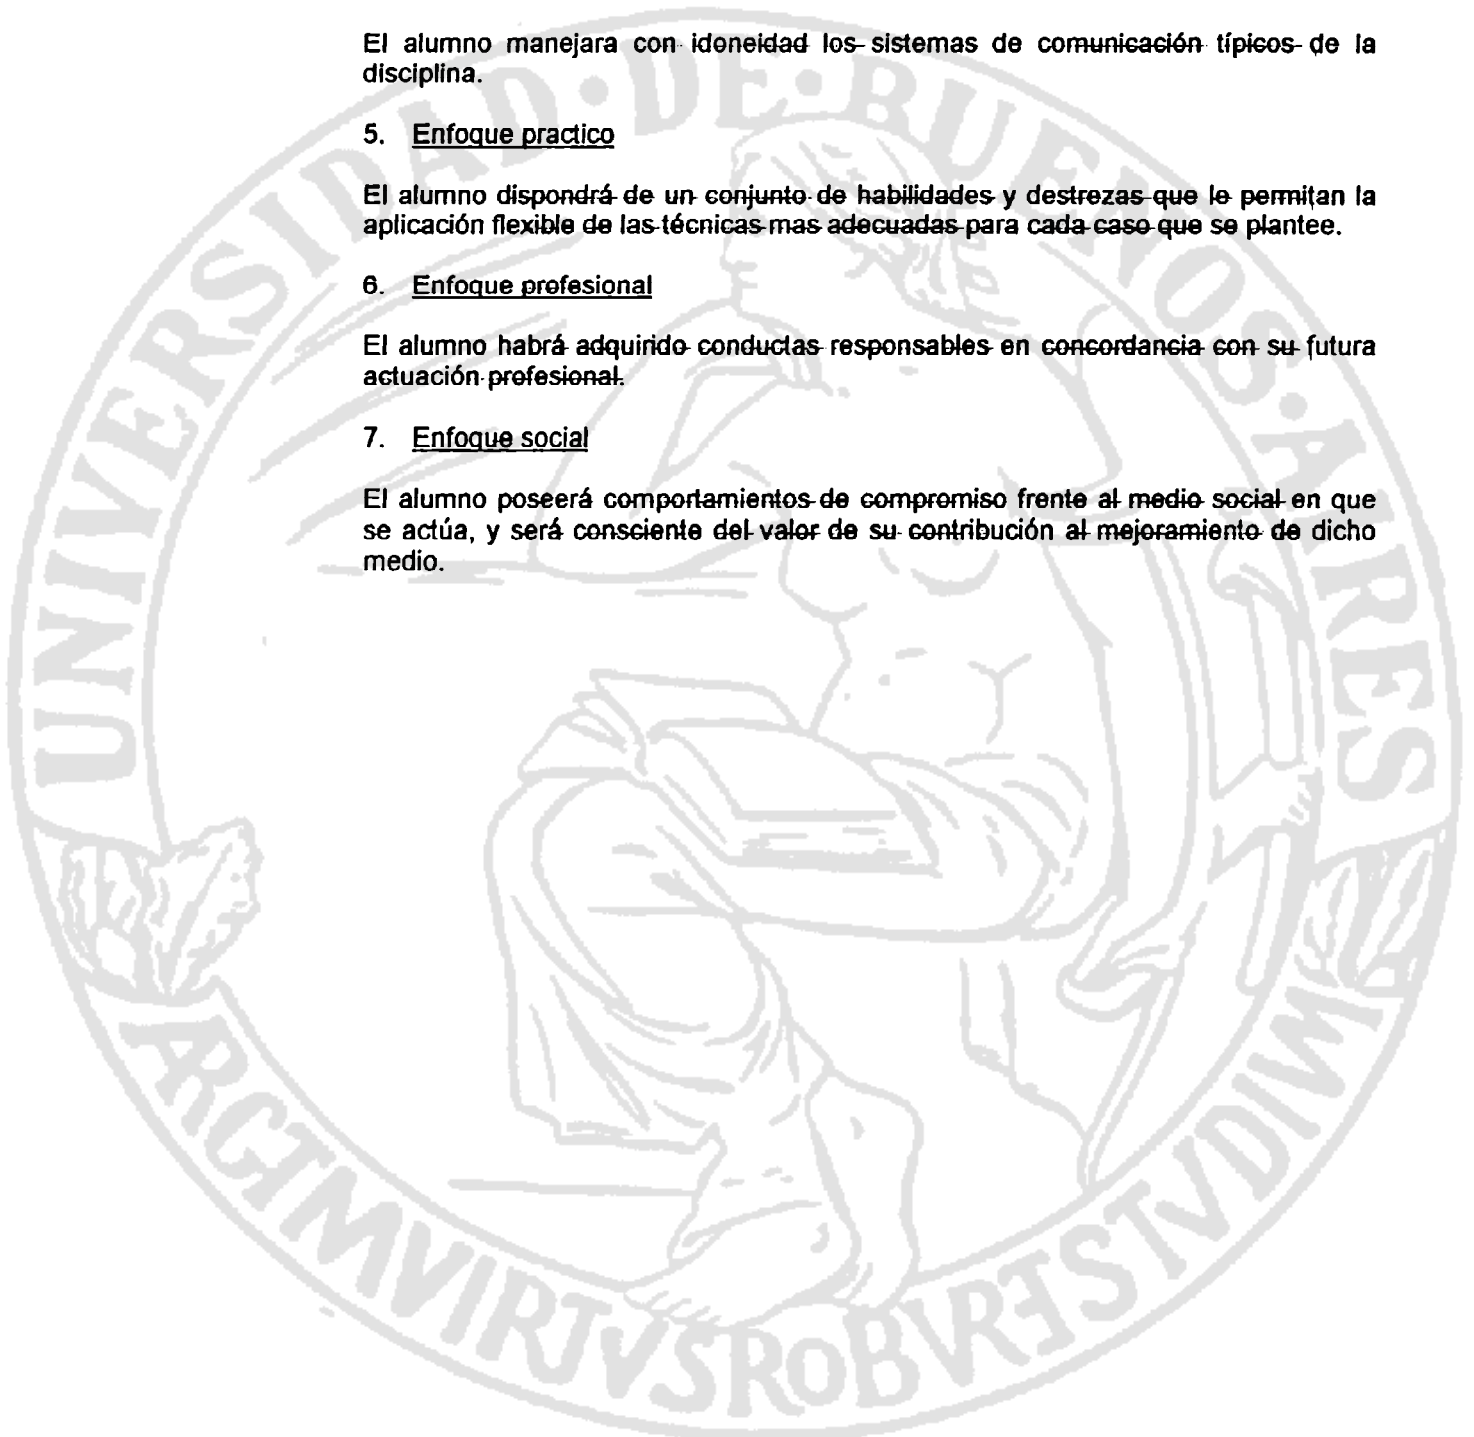 El alumno manejara con idoneidad los sistemas de comunicación típicos de la
disciplina.
5. Enfoque practico
El alumno dispondrá de un conjunto de habilidades y destrezas que le permitan la
aplicación flexible de las técnicas mas adecuadas para cada caso que se plantee.
6. Enfoque profesional
El alumno habrá adquirido conductas responsables en concordancia con su futura
actuación profesional.
7. Enfoque social
El alumno poseerá comportamientos de compromiso frente al medio social en que
se actúa, y será consciente del valor de su contribución al mejoramiento de dicho
medio.
UNIVERSIDAD·DE·BUENOS·AIRES
ARGTMVIRTVSROBVRETSTVDIVM